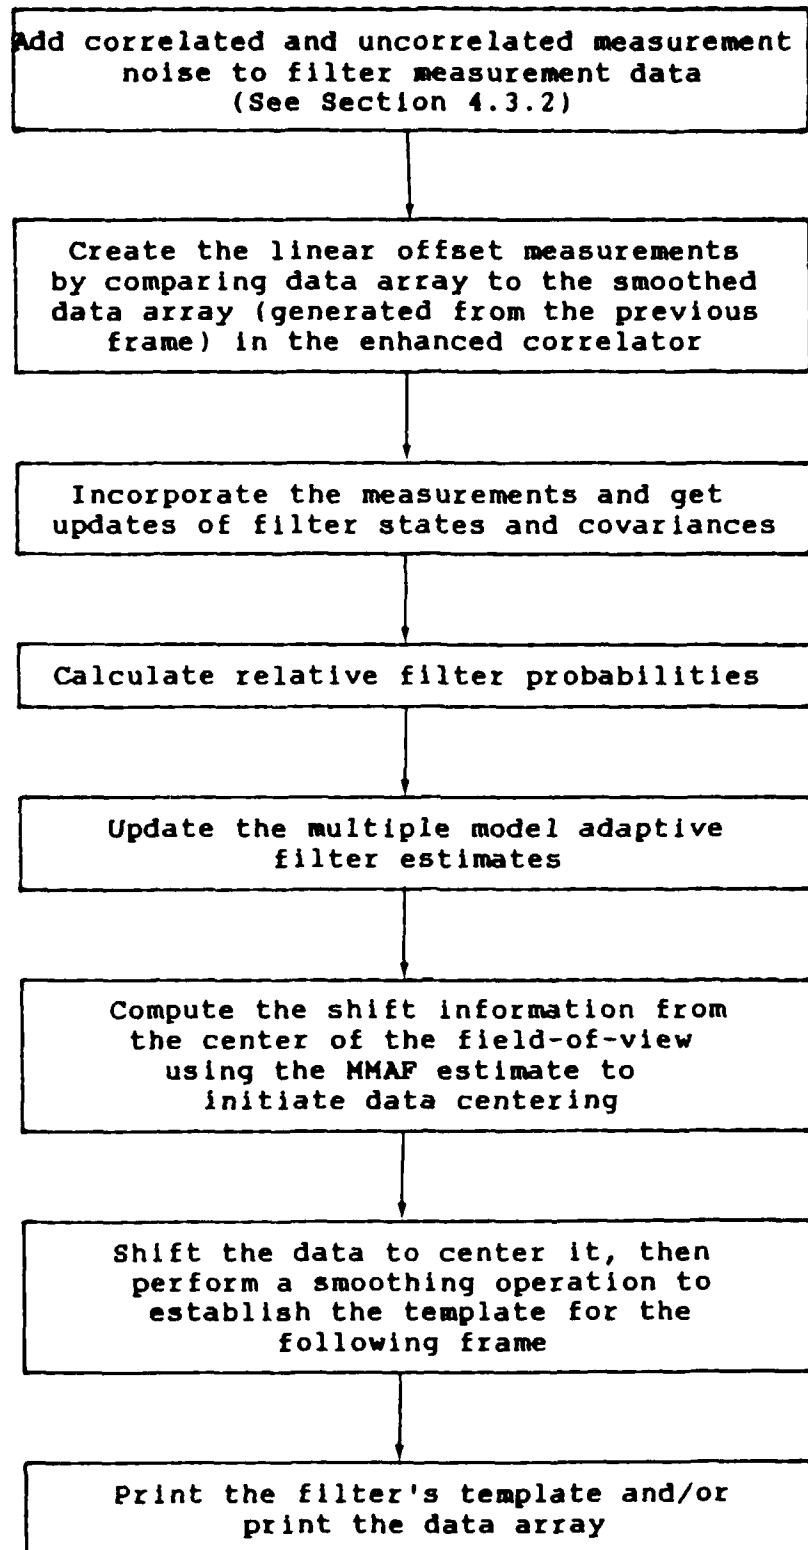 Add correlated and uncorrelated measurement
noise to filter measurement data
(See Section 4.3.2)
Create the linear offset measurements
by comparing data array to the smoothed
data array (generated from the previous
frame) in the enhanced correlator
Incorporate the measurements and get
updates of filter states and covariances
Calculate relative filter probabilities
Update the multiple model adaptive
filter estimates
Compute the shift information from
the center of the field-of-view
using the MMAF estimate to
initiate data centering
Shift the data to center it, then
perform a smoothing operation to
establish the template for the
following frame
Print the filter's template and/or
print the data array